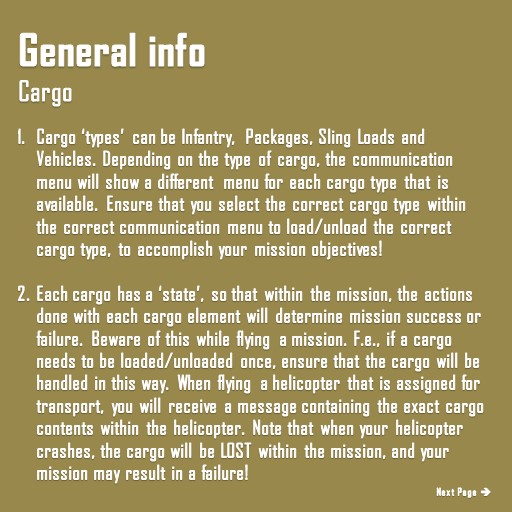 General info
Cargo
1. Cargo ‘types’ can be Infantry, Packages, Sling Loads and
Vehicles. Depending on the type of cargo, the communication
menu will show a different menu for each cargo type that is
available. Ensure that you select the correct cargo type within
the correct communication menu to load/unload the correct
cargo type, to accomplish your mission objectives!
2. Each cargo has a ‘state’, so that within the mission, the actions
done with each cargo element will determine mission success or
failure. Beware of this while flying a mission. F.e., if a cargo
needs to be loaded/unloaded once, ensure that the cargo will be
handled in this way. When flying a helicopter that is assigned for
transport, you will receive a message containing the exact cargo
contents within the helicopter. Note that when your helicopter
crashes, the cargo will be LOST within the mission, and your
mission may result in a failure!
Next Page →